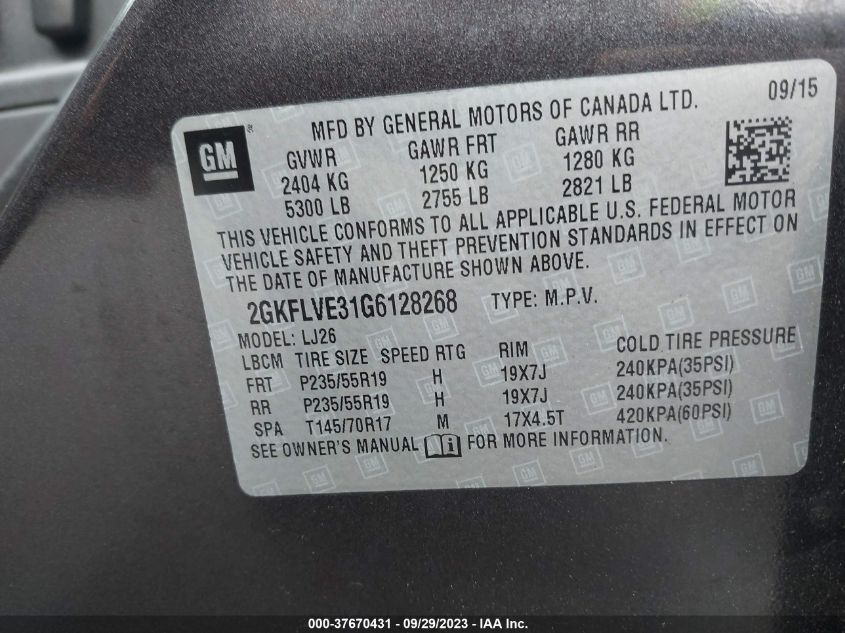 09/15
GM
MFD BY GENERAL MOTORS OF CANADA LTD.
GVWR GAWR FRT GAWR RR
2404 KG 1250 KG 1280 KG
5300 LB 2755 LB 2821 LB
THIS VEHICLE CONFORMS TO ALL APPLICABLE U.S. FEDERAL MOTOR
VEHICLE SAFETY AND THEFT PREVENTION STANDARDS IN EFFECT ON
THE DATE OF MANUFACTURE SHOWN ABOVE.
2GKFLVE31G6128268 TYPE: M.P.V.
MODEL: LJ26
LBCM TIRE SIZE SPEED RTG RIM COLD TIRE PRESSURE
FRT P235/55R19 H 19X7J 240KPA(35PSI)
RR P235/55R19 H 19X7J 240KPA(35PSI)
SPA T145/70R17 M 17X4.5T 420KPA(60PSI)
SEE OWNER'S MANUAL FOR MORE INFORMATION.
000-37670431 - 09/29/2023 - IAA Inc.